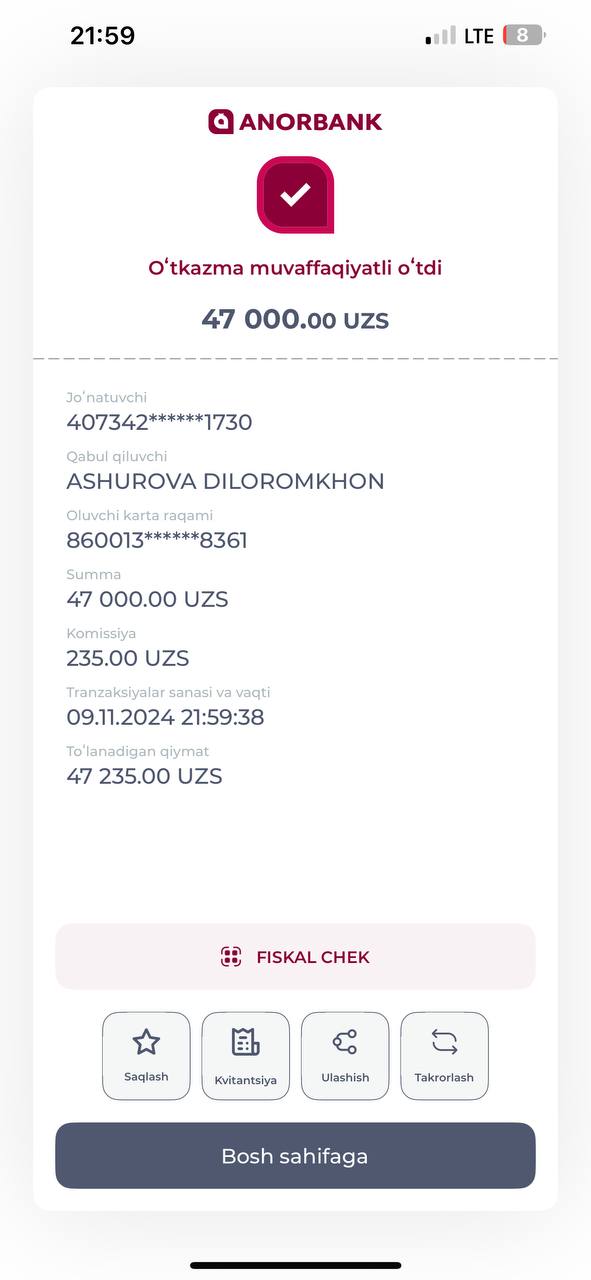 21:59
LTE 8
ANORBANK
Oʻtkazma muvaffaqiyatli oʻtdi
47 000.00 UZS
Joʻnatuvchi
407342******1730
Qabul qiluvchi
ASHUROVA DILOROMKHON
Oluvchi karta raqami
860013******8361
Summa
47 000.00 UZS
Komissiya
235.00 UZS
Tranzaksiyalar sanasi va vaqti
09.11.2024 21:59:38
Toʻlanadigan qiymat
47 235.00 UZS
FISKAL CHEK
Saqlash
Kvitantsiya
Ulashish
Takrorlash
Bosh sahifaga